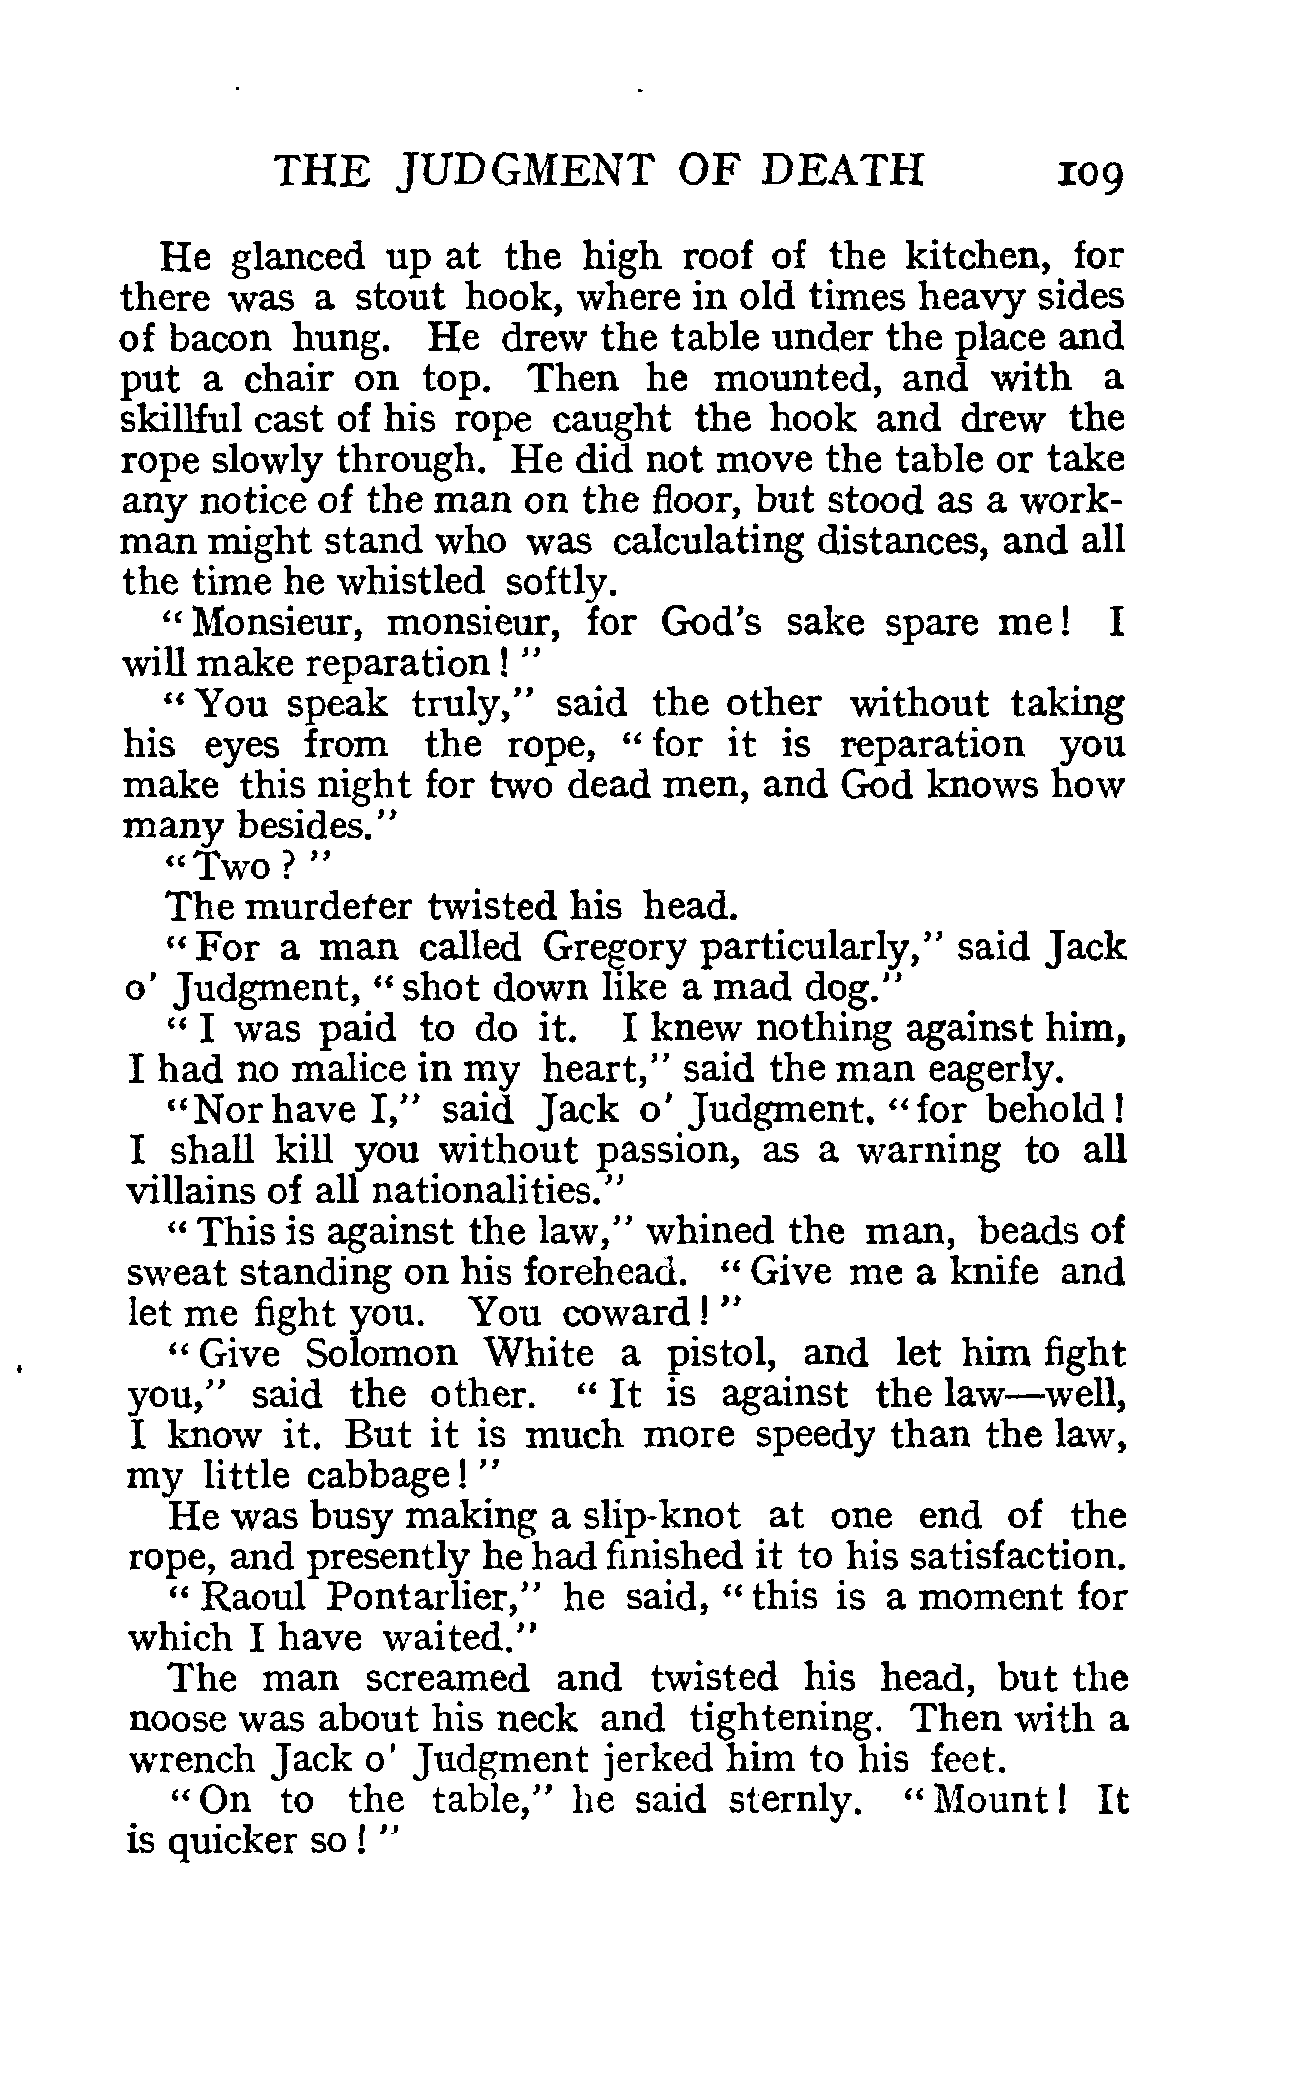 THE JUDGMENT OF DEATH 109
He glanced up at the high roof of the kitchen, for
there was a stout hook, where in old times heavy sides
of bacon hung. He drew the table under the place and
put a chair on top. Then he mounted, and with a
skillful cast of his rope caught the hook and drew the
rope slowly through. He did not move the table or take
any notice of the man on the floor, but stood as a work-
man might stand who was calculating distances, and all
the time he whistled softly.
"Monsieur, monsieur, for God's sake spare me! I
will make reparation!"
"You speak truly," said the other without taking
his eyes from the rope, "for it is reparation you
make this night for two dead men, and God knows how
many besides."
"Two?"
The murderer twisted his head.
"For a man called Gregory particularly," said Jack
o' Judgment, "shot down like a mad dog."
"I was paid to do it. I knew nothing against him,
I had no malice in my heart," said the man eagerly.
"Nor have I," said Jack o' Judgment. "for behold!
I shall kill you without passion, as a warning to all
villains of all nationalities."
"This is against the law," whined the man, beads of
sweat standing on his forehead. "Give me a knife and
let me fight you. You coward!"
"Give Solomon White a pistol, and let him fight
you," said the other. "It is against the law—well,
I know it. But it is much more speedy than the law,
my little cabbage!"
He was busy making a slip-knot at one end of the
rope, and presently he had finished it to his satisfaction.
"Raoul Pontarlier," he said, "this is a moment for
which I have waited."
The man screamed and twisted his head, but the
noose was about his neck and tightening. Then with a
wrench Jack o' Judgment jerked him to his feet.
"On to the table," he said sternly. "Mount! It
is quicker so!"